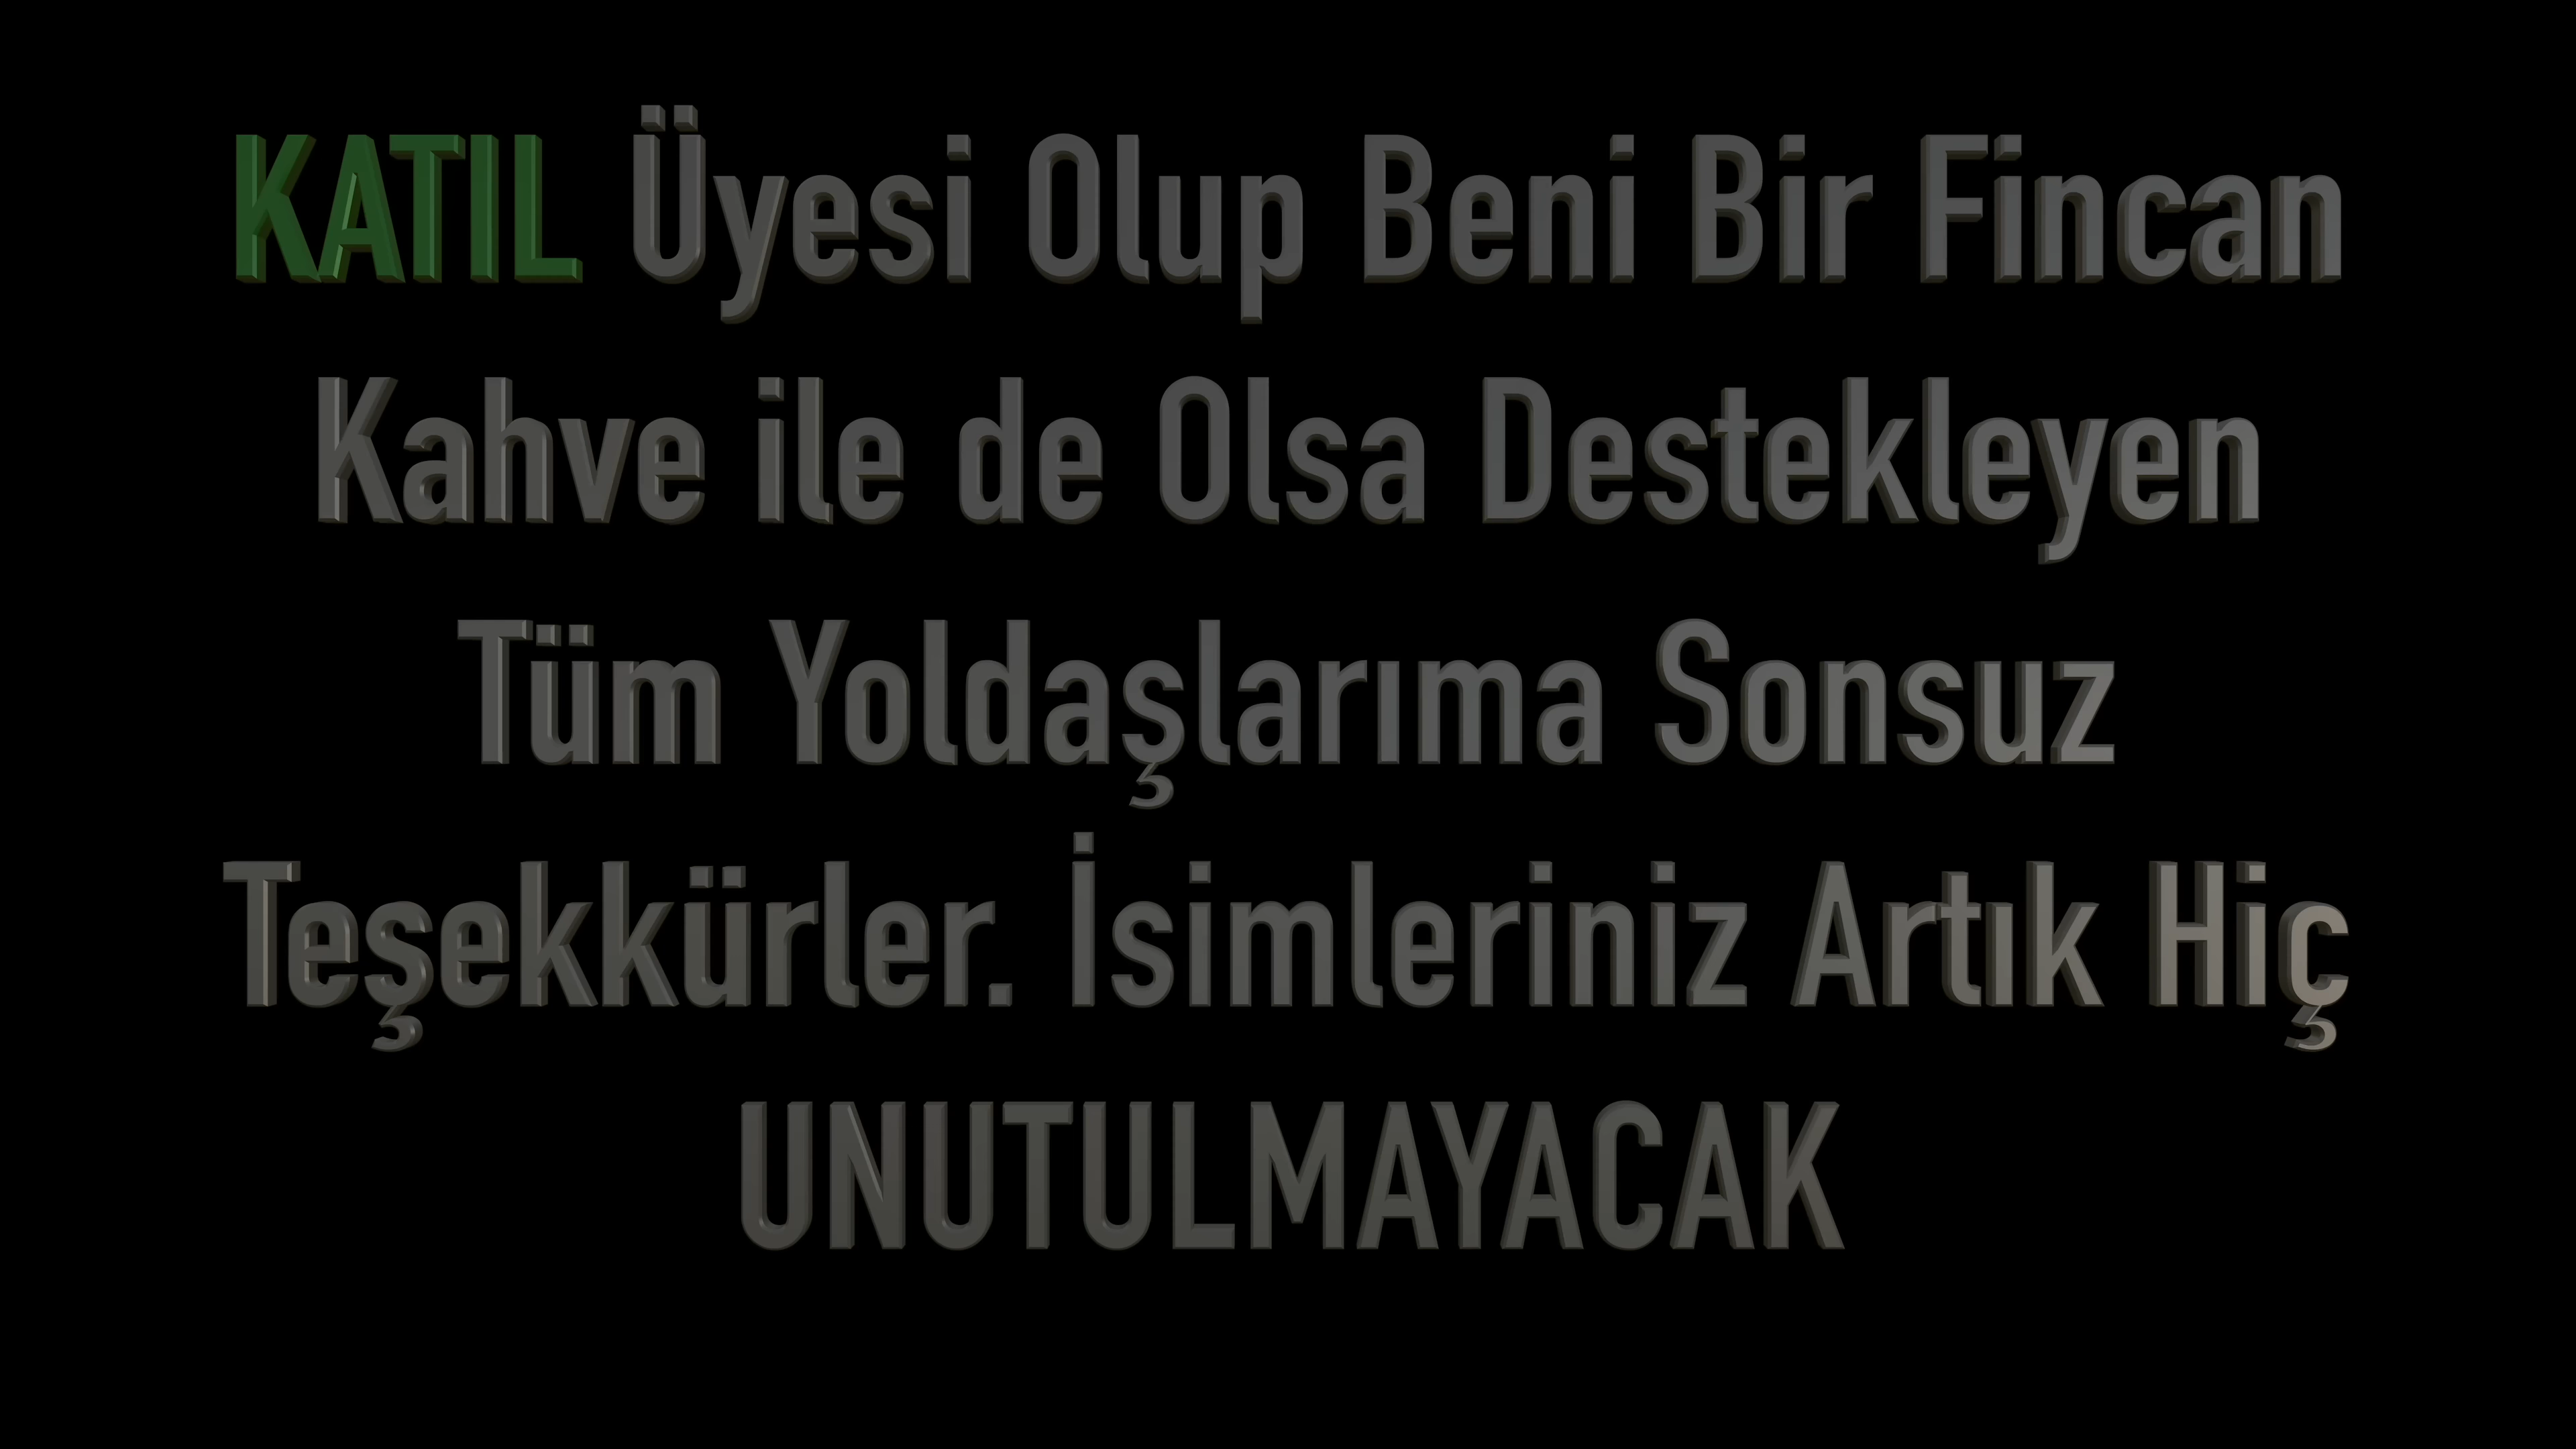 KATIL Üyesi Olup Beni Bir Fincan
Kahve ile de Olsa Destekleyen
Tüm Yoldaşlarıma Sonsuz
Teşekkürler. İsimleriniz Artık Hiç
UNUTULMAYACAK